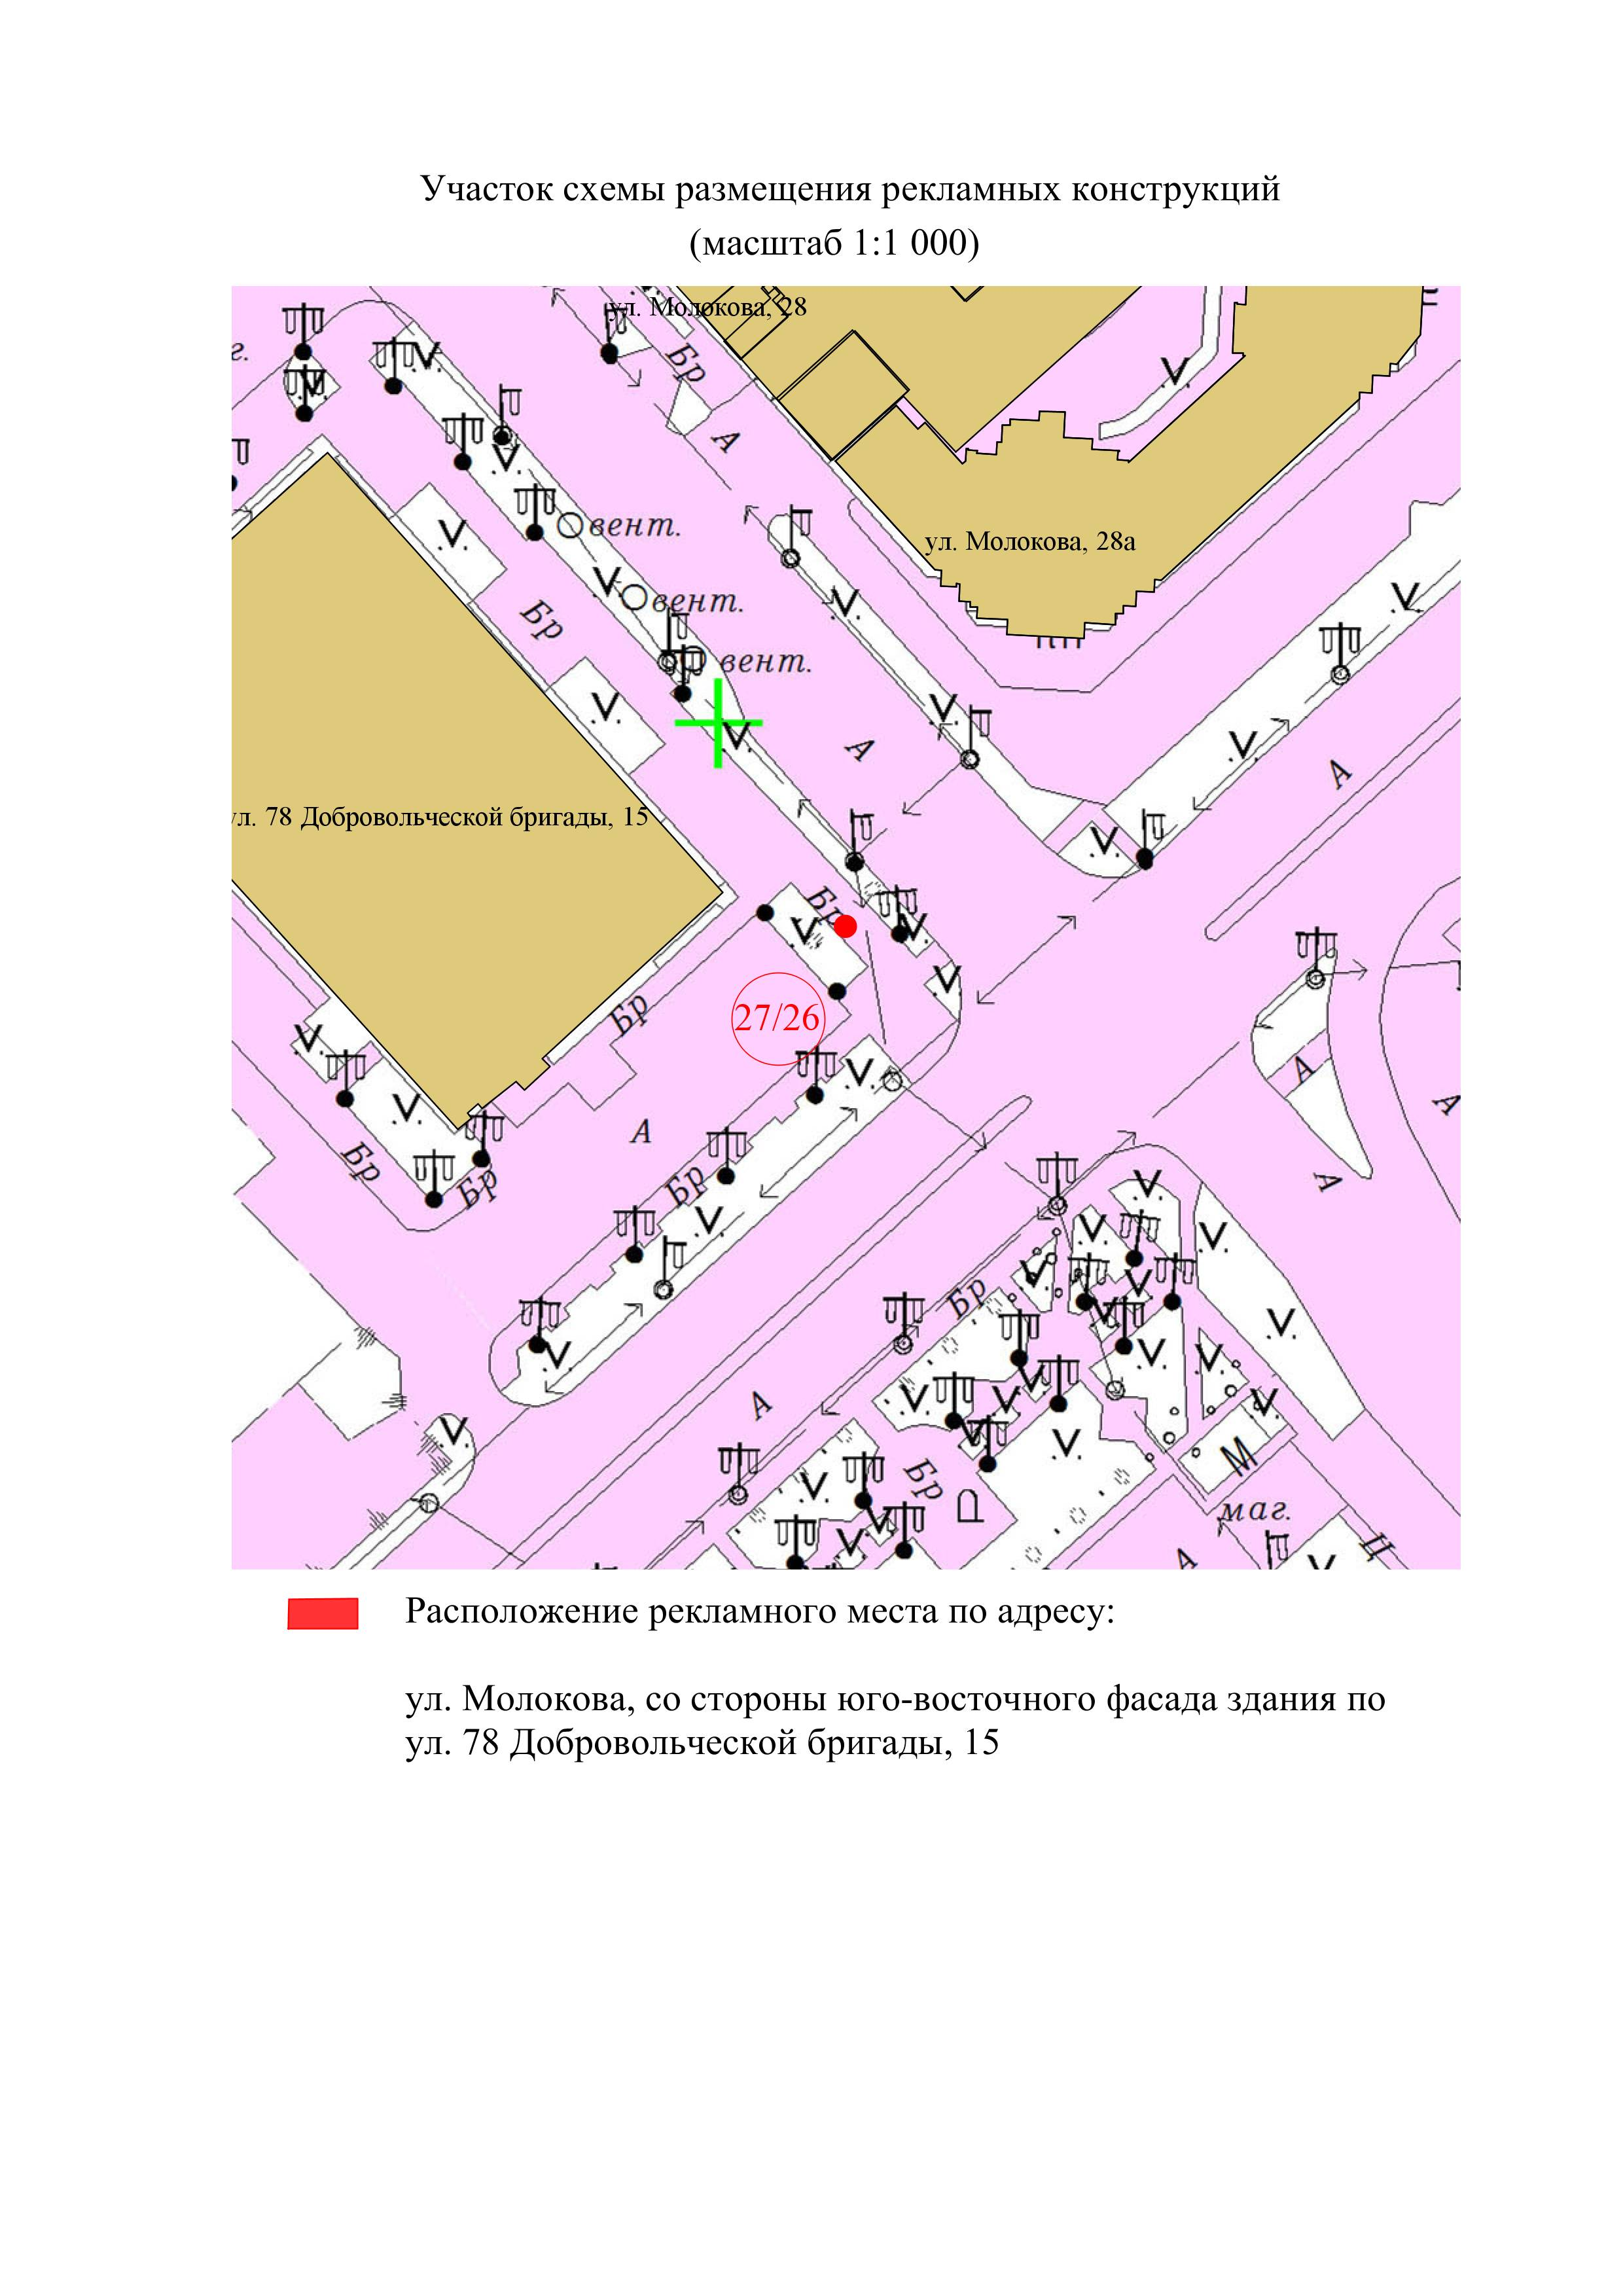 Участок схемы размещения рекламных конструкций
(масштаб 1:1 000)
ул. Молокова, 28
г.
Бр
А
вент.
ул. Молокова, 28а
Бр
вент.
вент.
А
А
ул. 78 Добровольческой бригады, 15
Бр
Бр
27/26
А
А
А
Бр
Бр
Бр
А
Бр
А
Бр
М
маг.
А
Ц
Расположение рекламного места по адресу:
ул. Молокова, со стороны юго-восточного фасада здания по
ул. 78 Добровольческой бригады, 15